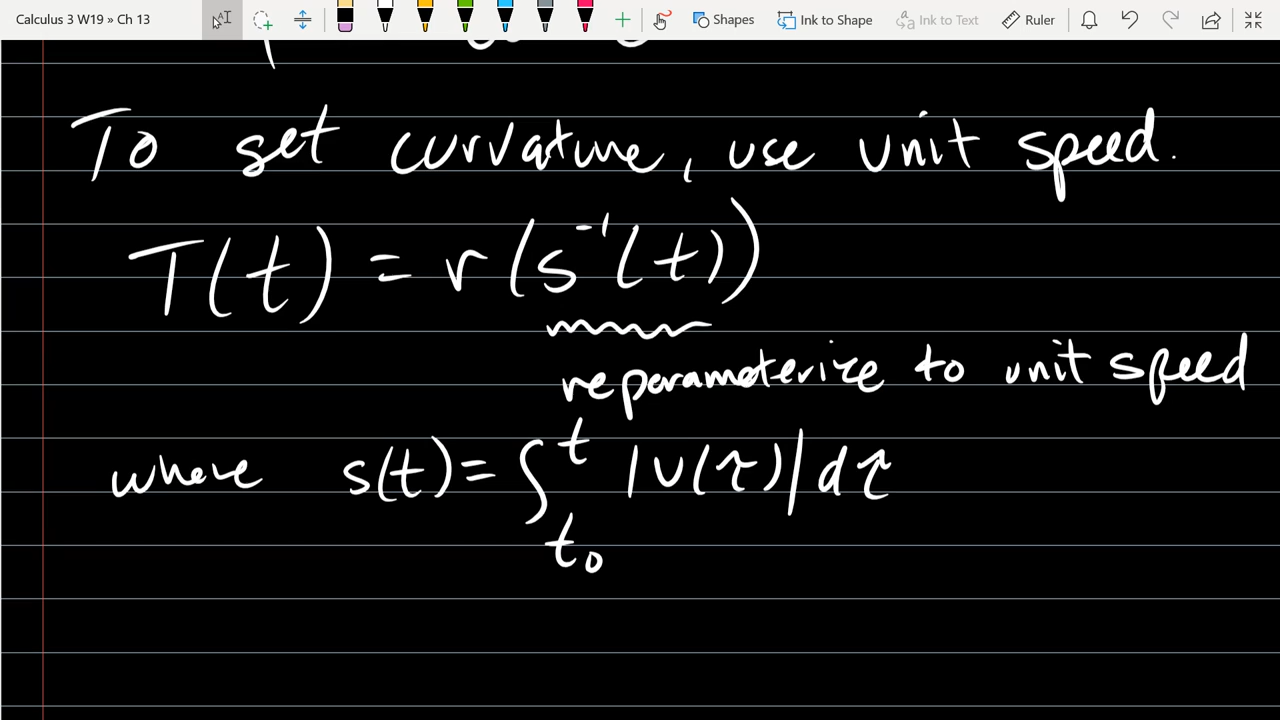 Calculus 3 W19 » Ch 13
Shapes
Ink to Shape
Ink to Text
Ruler
To get curvature, use unit speed.
T(t) = r(s⁻¹(t))
reparameterize to unit speed
where s(t) = ∫_{t₀}^{t} |v(τ)| dτ